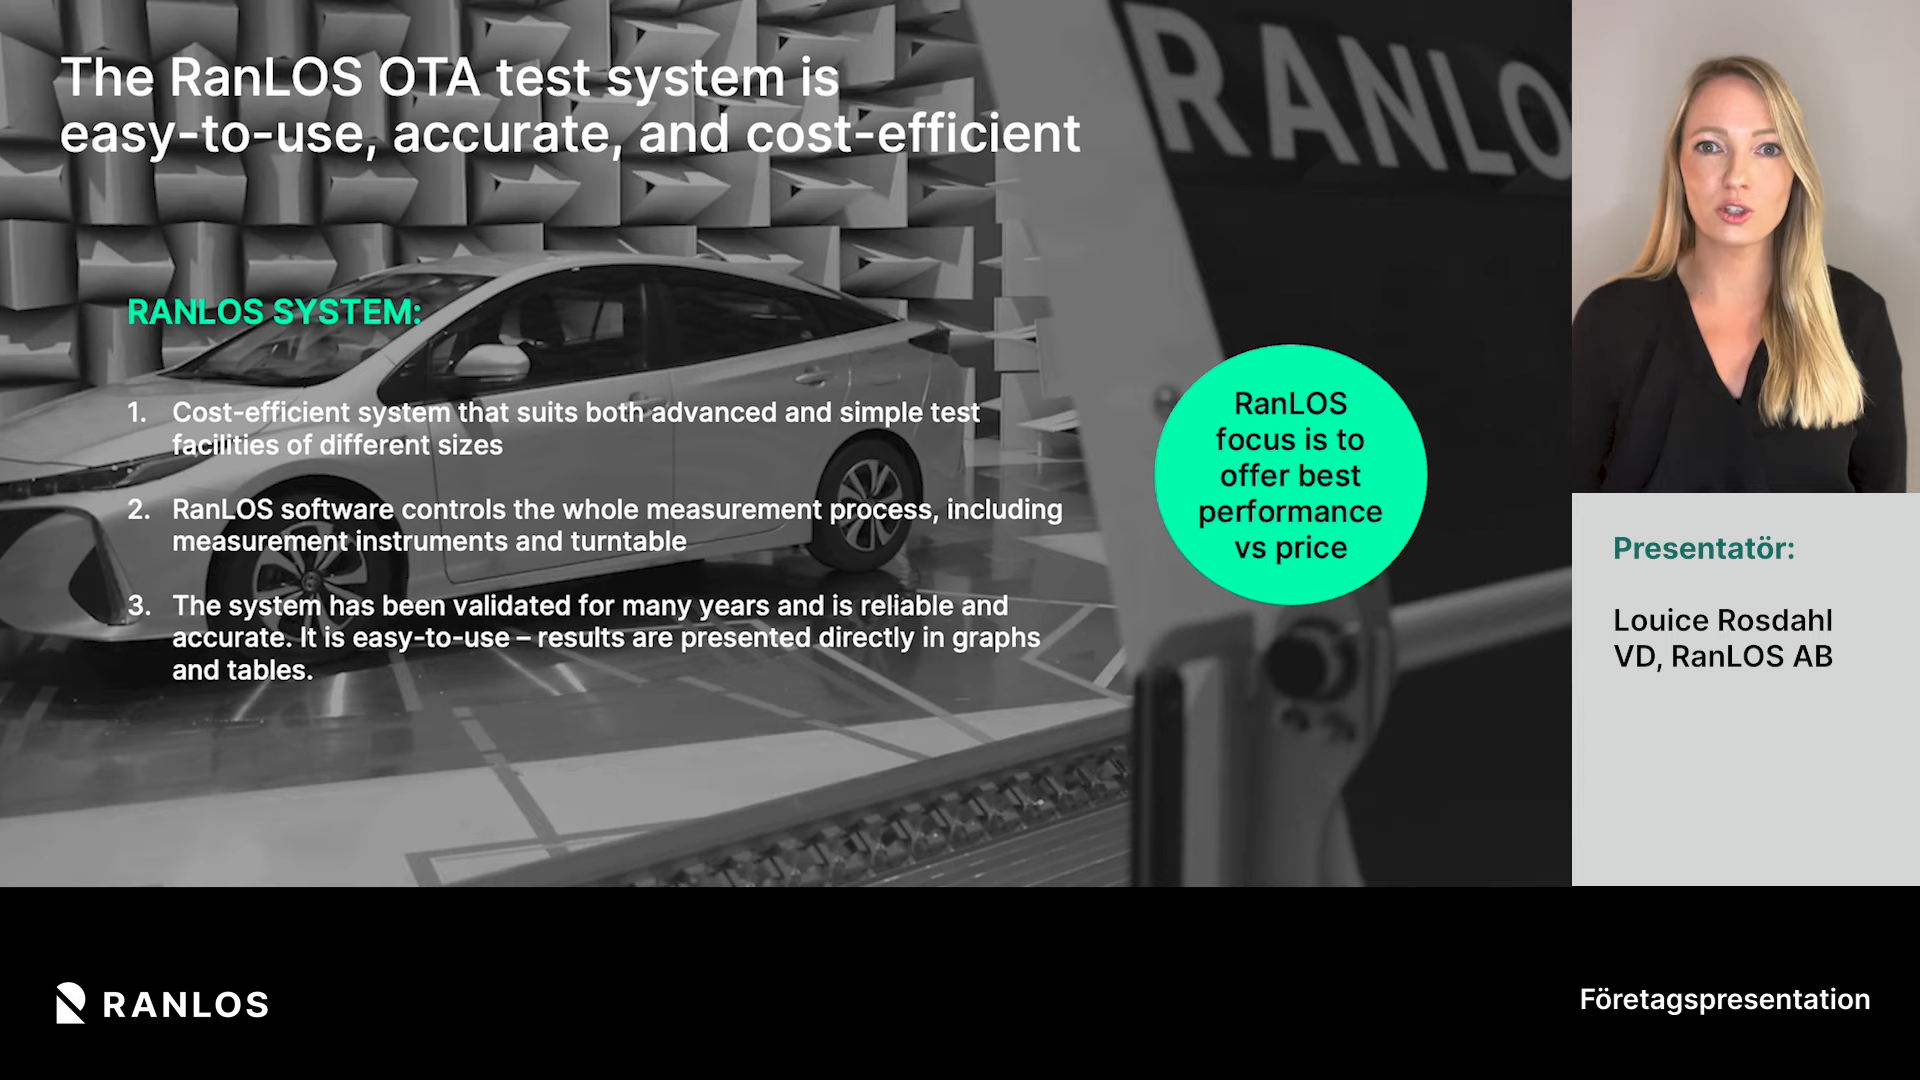 The RanLOS OTA test system is
easy-to-use, accurate, and cost-efficient
RANLOS SYSTEM:
1. Cost-efficient system that suits both advanced and simple test
facilities of different sizes
2. RanLOS software controls the whole measurement process, including
measurement instruments and turntable
3. The system has been validated for many years and is reliable and
accurate. It is easy-to-use – results are presented directly in graphs
and tables.
RANLO
RanLOS
focus is to
offer best
performance
vs price
Presentatör:
Louice Rosdahl
VD, RanLOS AB
RANLOS
Företagspresentation